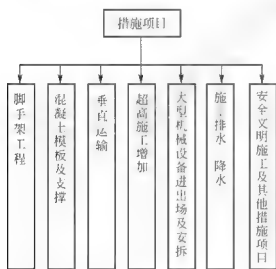 措施项目
脚手架工程
混凝土模板及支撑
垂直运输
超高施工增加
大型机械设备进出场及安拆
施工排水 降水
安全文明施工及其他措施项目